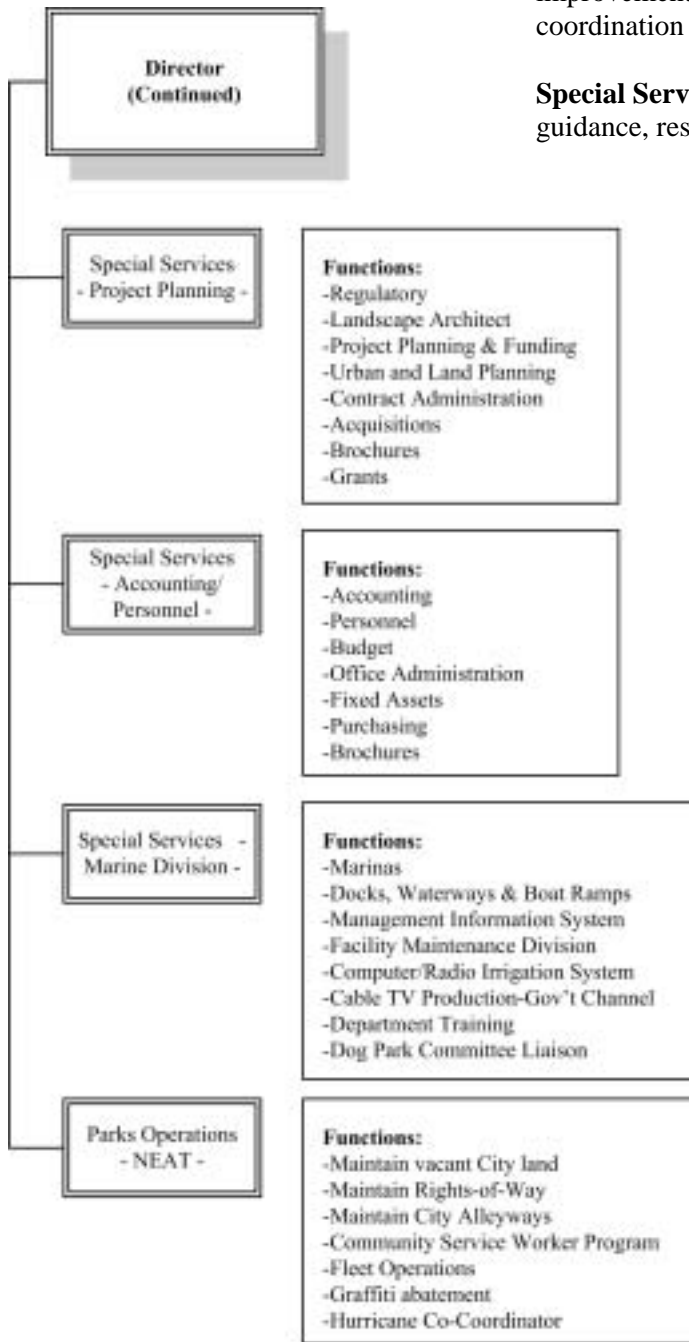 improvement
coordination
Special Serv
guidance, res
Director
(Continued)
Special Services
- Project Planning -
Functions:
-Regulatory
-Landscape Architect
-Project Planning & Funding
-Urban and Land Planning
-Contract Administration
-Acquisitions
-Brochures
-Grants
Special Services
- Accounting/
Personnel -
Functions:
-Accounting
-Personnel
-Budget
-Office Administration
-Fixed Assets
-Purchasing
-Brochures
Special Services -
Marine Division -
Functions:
-Marinas
-Docks, Waterways & Boat Ramps
-Management Information System
-Facility Maintenance Division
-Computer/Radio Irrigation System
-Cable TV Production-Gov't Channel
-Department Training
-Dog Park Committee Liaison
Parks Operations
- NEAT -
Functions:
-Maintain vacant City land
-Maintain Rights-of-Way
-Maintain City Alleyways
-Community Service Worker Program
-Fleet Operations
-Graffiti abatement
-Hurricane Co-Coordinator